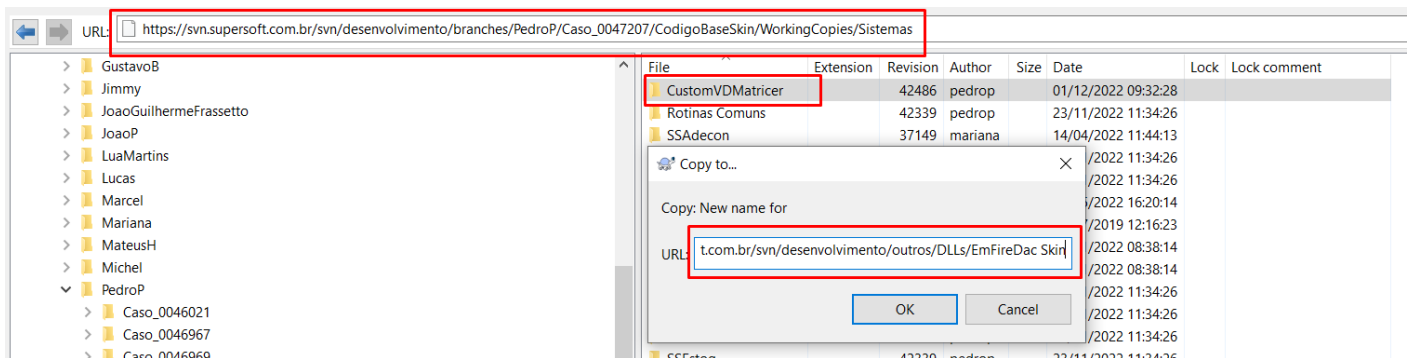 URL: https://svn.supersoft.com.br/svn/desenvolvimento/branches/PedroP/Caso_0047207/CodigoBaseSkin/WorkingCopies/Sistemas
GustavoB
Jimmy
JoaoGuilhermeFrassetto
JoaoP
LuaMartins
Lucas
Marcel
Mariana
MateusH
Michel
PedroP
Caso_0046021
Caso_0046967
Caso_0046969
File Extension Revision Author Size Date Lock Lock comment
CustomVDMatricer 42486 pedrop 01/12/2022 09:32:28
Rotinas Comuns 42339 pedrop 23/11/2022 11:34:26
SSAdecon 37149 mariana 14/04/2022 11:44:13
/2022 11:34:26
/2022 11:34:26
/2022 16:20:14
/2019 12:16:23
/2022 08:38:14
/2022 08:38:14
/2022 11:34:26
/2022 11:34:26
/2022 11:34:26
SSEstog 42339 pedrop 23/11/2022 11:34:26
Copy to...
Copy: New name for
URL: t.com.br/svn/desenvolvimento/outros/DLLs/EmFireDac Skin
OK Cancel